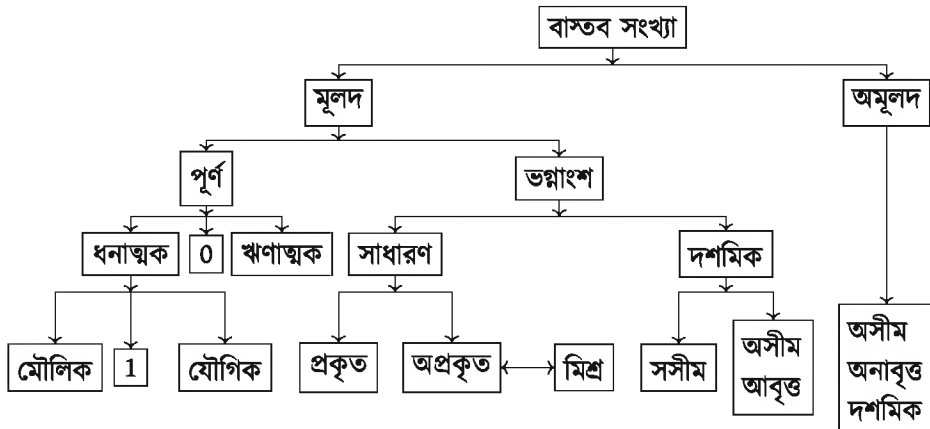 বাস্তব সংখ্যা
মূলদ
অমূলদ
পূর্ণ
ভগ্নাংশ
ধনাত্মক
0
ঋণাত্মক
সাধারণ
দশমিক
মৌলিক
1
যৌগিক
প্রকৃত
অপ্রকৃত
মিশ্র
সসীম
অসীম
আবৃত্ত
অসীম
অনাবৃত্ত
দশমিক